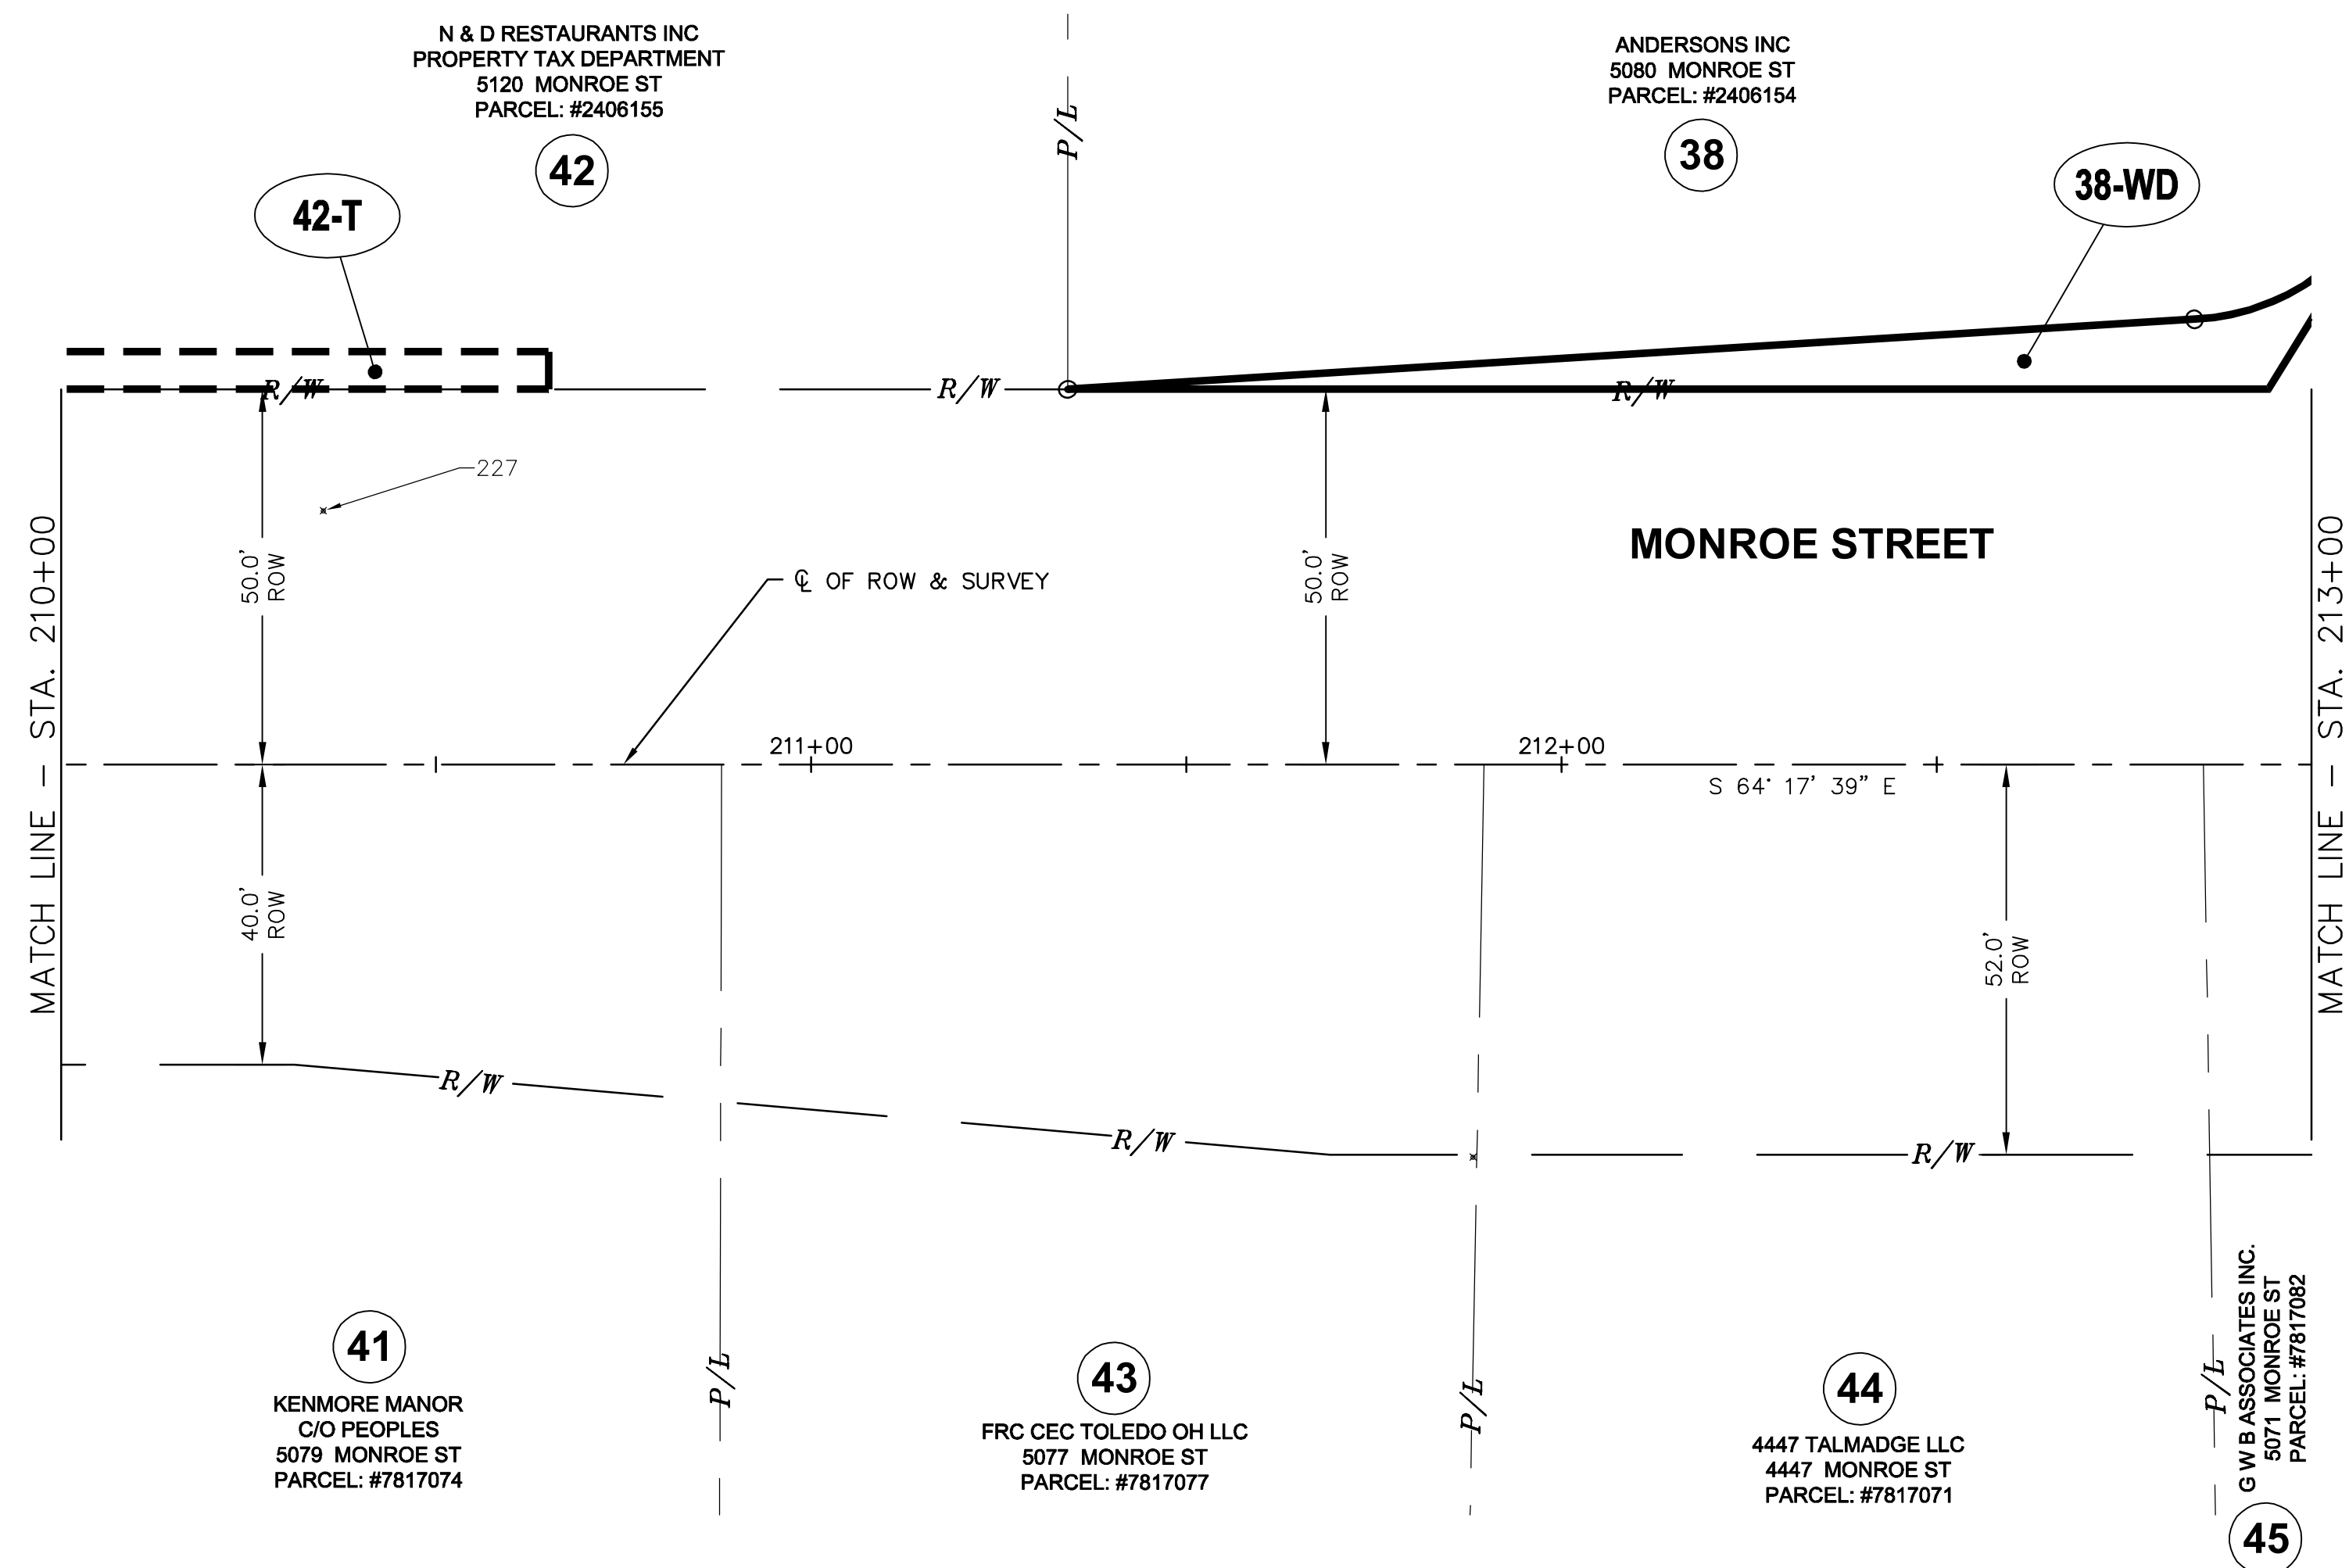 N & D RESTAURANTS INC
PROPERTY TAX DEPARTMENT
5120 MONROE ST
PARCEL: #2406155
42
42-T
P/L
ANDERSONS INC
5080 MONROE ST
PARCEL: #2406154
38
38-WD
R/W
R/W
R/W
227
MONROE STREET
MATCH LINE - STA. 210+00
50.0'
ROW
℄ OF ROW & SURVEY
50.0'
ROW
MATCH LINE - STA. 213+00
211+00
212+00
S 64° 17' 39" E
40.0'
ROW
52.0'
ROW
R/W
R/W
R/W
41
KENMORE MANOR
C/O PEOPLES
5079 MONROE ST
PARCEL: #7817074
P/L
43
FRC CEC TOLEDO OH LLC
5077 MONROE ST
PARCEL: #7817077
P/L
44
4447 TALMADGE LLC
4447 MONROE ST
PARCEL: #7817071
P/L
G W B ASSOCIATES INC.
5071 MONROE ST
PARCEL: #7817082
45